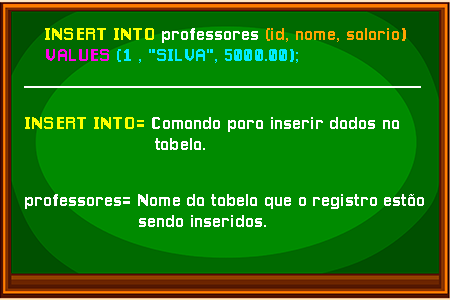 INSERT INTO professores (id, nome, salario)
VALUES (1 , "SILVA", 5000.00);
INSERT INTO= Comando para inserir dados na
tabela.
professores= Nome da tabela que o registro estão
sendo inseridos.